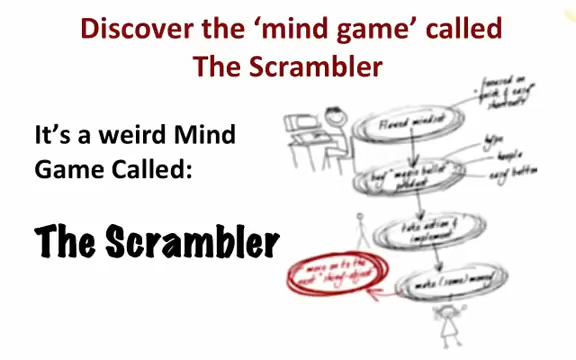 Discover the ‘mind game’ called
The Scrambler
It’s a weird Mind
Game Called:
The Scrambler
focused on
quick & easy
shortcuts
Flawed mindset
hype
hoopla
easy button
buy "magic bullet"
product
take action &
implement
make (some) money
move on to the
next "shiny-object"